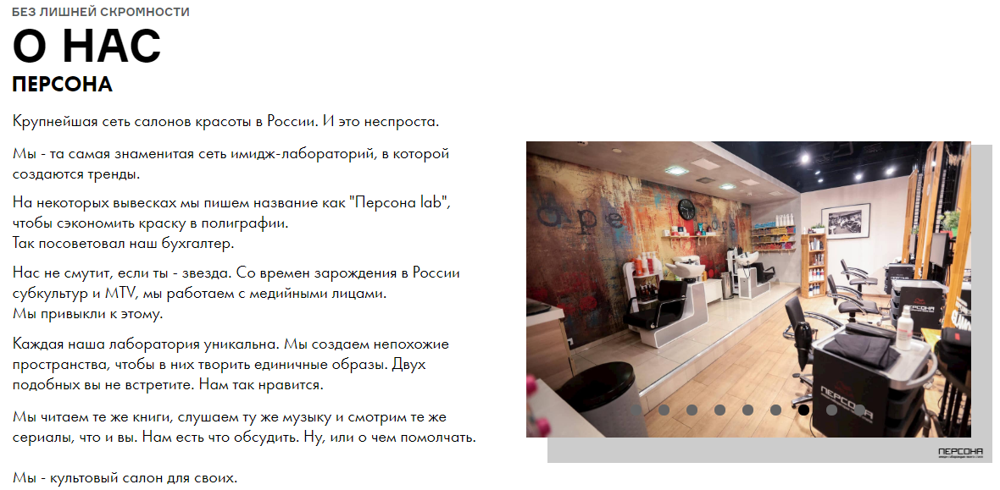 БЕЗ ЛИШНЕЙ СКРОМНОСТИ
О НАС
ПЕРСОНА
Крупнейшая сеть салонов красоты в России. И это неспроста.
Мы - та самая знаменитая сеть имидж-лабораторий, в которой
создаются тренды.
На некоторых вывесках мы пишем название как "Персона lab",
чтобы сэкономить краску в полиграфии.
Так посоветовал наш бухгалтер.
Нас не смутит, если ты - звезда. Со времен зарождения в России
субкультур и MTV, мы работаем с медийными лицами.
Мы привыкли к этому.
Каждая наша лаборатория уникальна. Мы создаем непохожие
пространства, чтобы в них творить единичные образы. Двух
подобных вы не встретите. Нам так нравится.
Мы читаем те же книги, слушаем ту же музыку и смотрим те же
сериалы, что и вы. Нам есть что обсудить. Ну, или о чем помолчать.
Мы - культовый салон для своих.
ПЕРСОНА
ПЕРСОНА
ПЕРСОНА